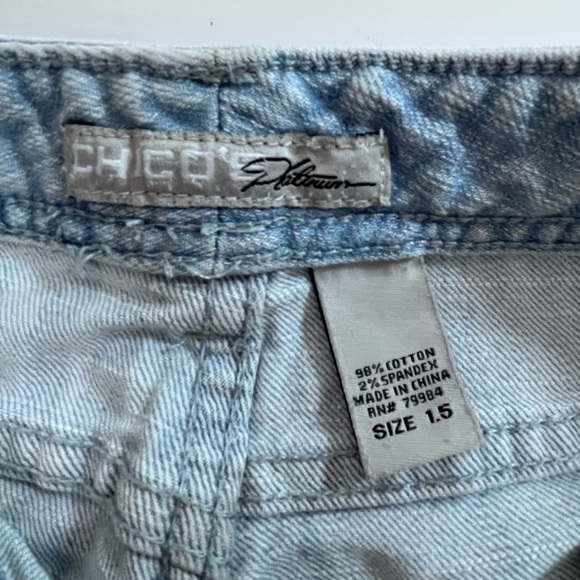 CHICO'S Platinum
98% COTTON
2% SPANDEX
MADE IN CHINA
RN# 79984
SIZE 1.5